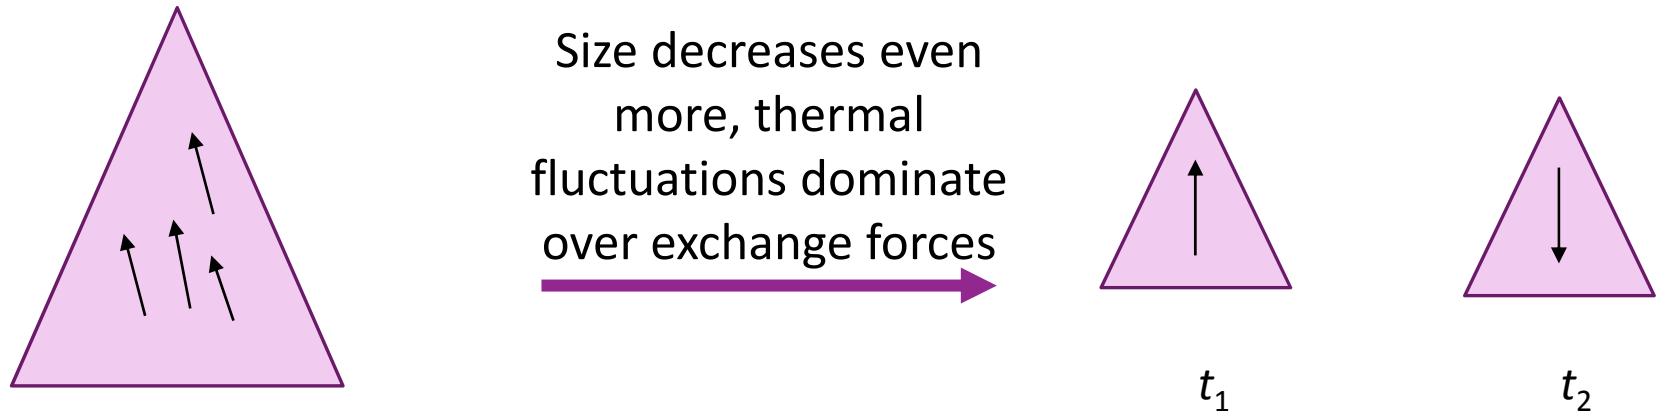 Size decreases even
more, thermal
fluctuations dominate
over exchange forces
t₁
t₂